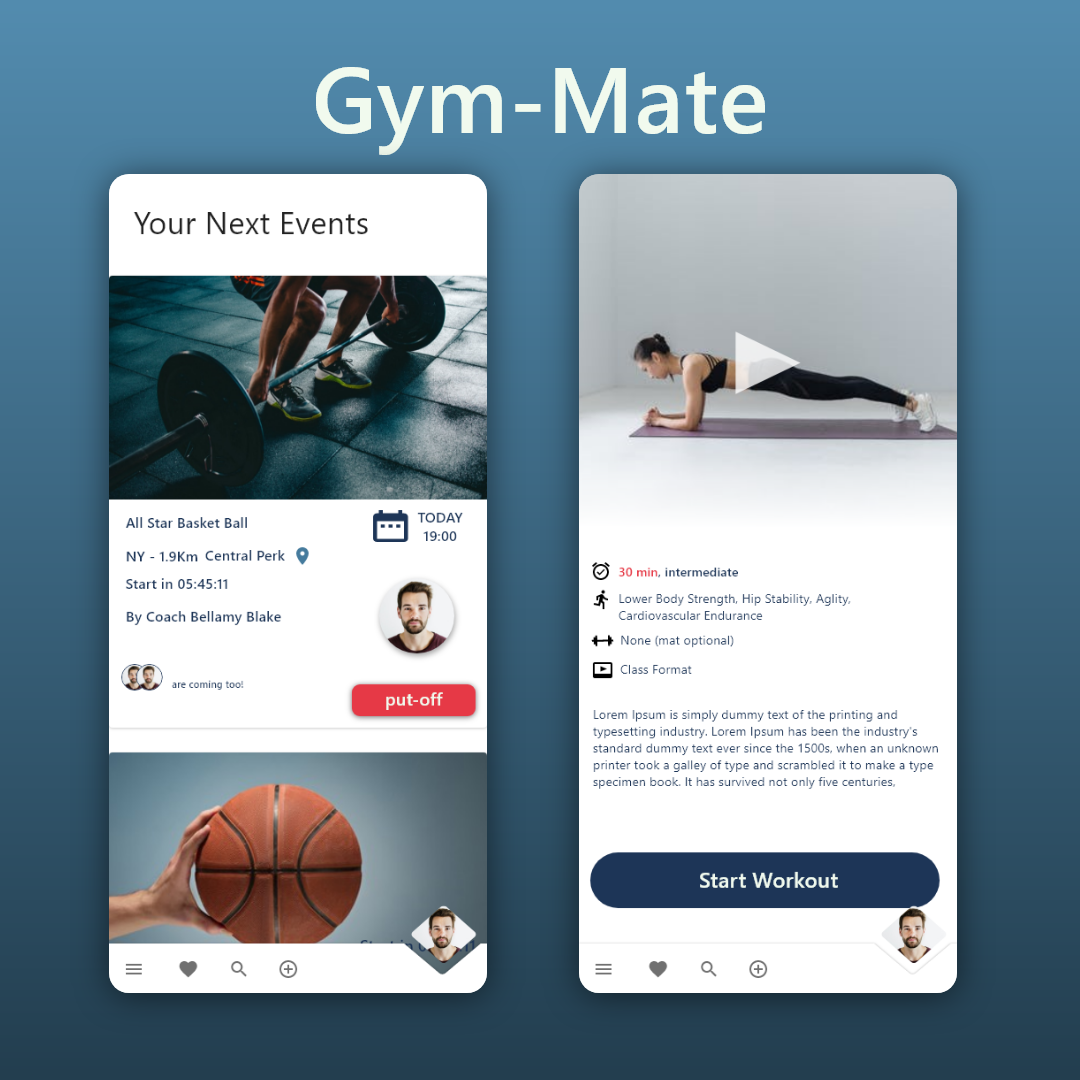 Gym-Mate
Your Next Events
All Star Basket Ball
TODAY
19:00
NY - 1.9Km Central Perk
Start in 05:45:11
By Coach Bellamy Blake
are coming too!
put-off
Start in
30 min, intermediate
Lower Body Strength, Hip Stability, Aglity,
Cardiovascular Endurance
None (mat optional)
Class Format
Lorem Ipsum is simply dummy text of the printing and
typesetting industry. Lorem Ipsum has been the industry's
standard dummy text ever since the 1500s, when an unknown
printer took a galley of type and scrambled it to make a type
specimen book. It has survived not only five centuries,
Start Workout